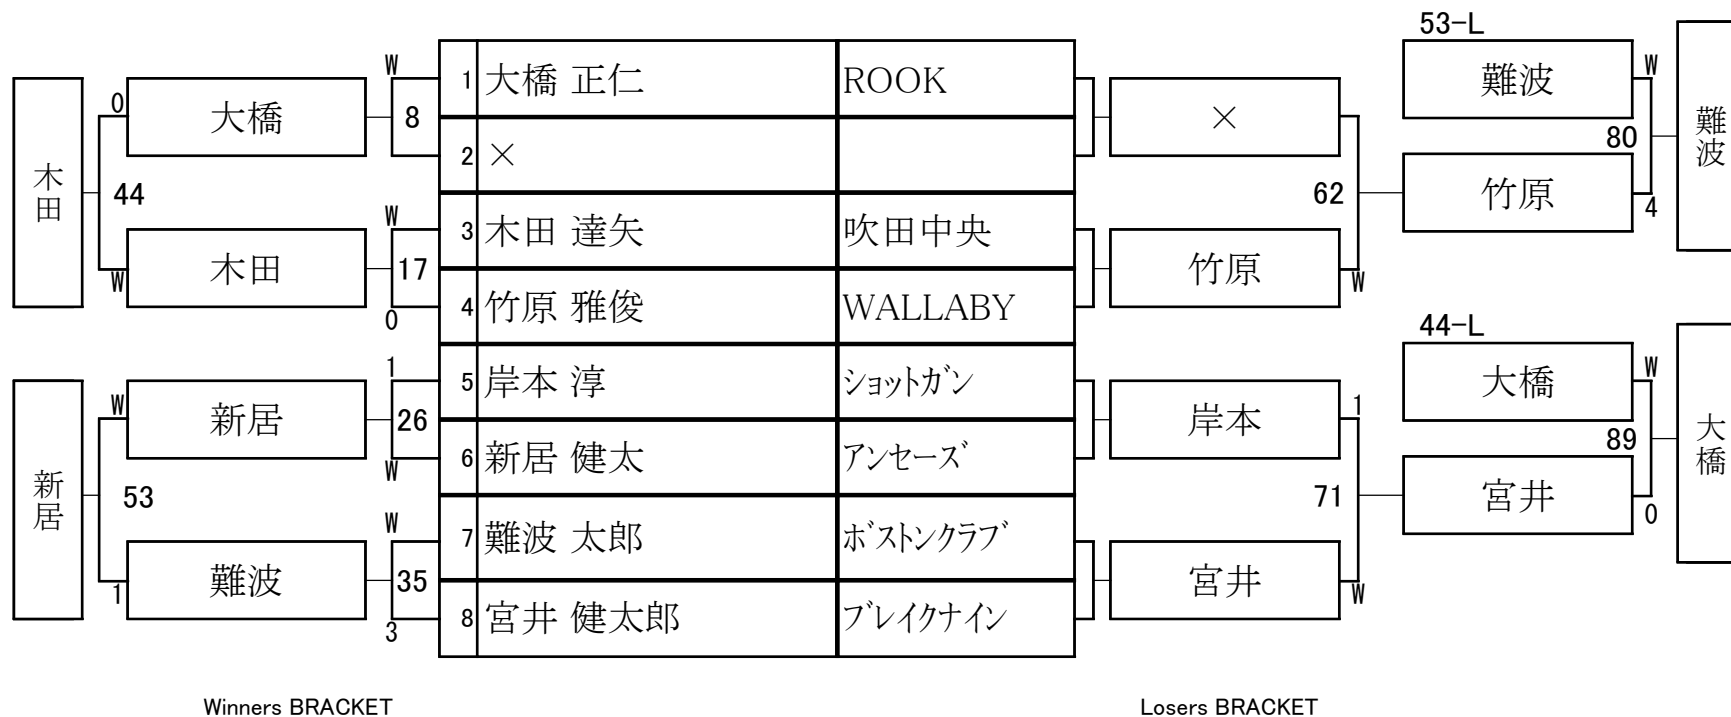 53-L
W
1 大橋 正仁 ROOK
難波 W
0 大橋 8
×
難波
2 ×
80
木田
44
62
竹原 4
W
3 木田 達矢 吹田中央
W 木田 17
竹原 W
0
4 竹原 雅俊 WALLABY
44-L
1
5 岸本 淳 ショットガン
大橋 W
W 新居 26
岸本 1
大橋
W
6 新居 健太 アンセーズ
89
新居
53
71
宮井 0
W
7 難波 太郎 ボストンクラブ
1 難波 35
宮井 W
3
8 宮井 健太郎 ブレイクナイン
Winners BRACKET
Losers BRACKET